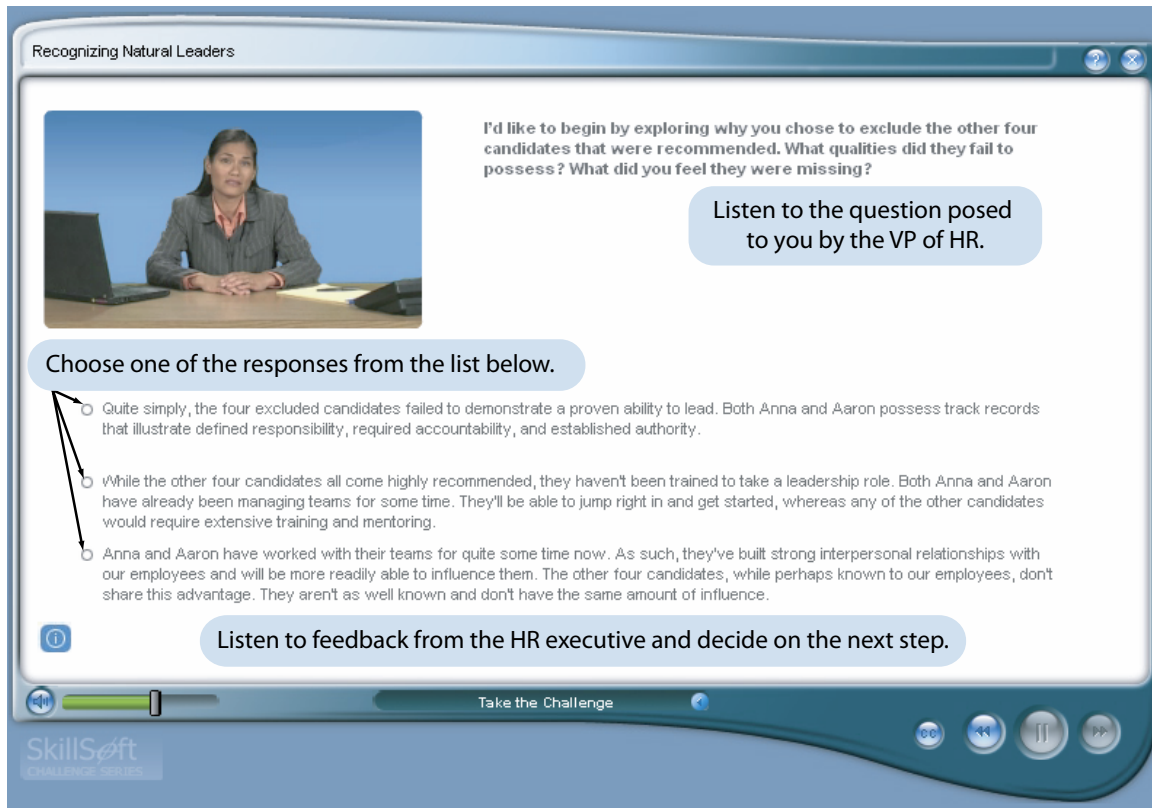 Recognizing Natural Leaders
I'd like to begin by exploring why you chose to exclude the other four
candidates that were recommended. What qualities did they fail to
possess? What did you feel they were missing?
Listen to the question posed
to you by the VP of HR.
Choose one of the responses from the list below.
Quite simply, the four excluded candidates failed to demonstrate a proven ability to lead. Both Anna and Aaron possess track records
that illustrate defined responsibility, required accountability, and established authority.
While the other four candidates all come highly recommended, they haven't been trained to take a leadership role. Both Anna and Aaron
have already been managing teams for some time. They'll be able to jump right in and get started, whereas any of the other candidates
would require extensive training and mentoring.
Anna and Aaron have worked with their teams for quite some time now. As such, they've built strong interpersonal relationships with
our employees and will be more readily able to influence them. The other four candidates, while perhaps known to our employees, don't
share this advantage. They aren't as well known and don't have the same amount of influence.
Listen to feedback from the HR executive and decide on the next step.
Take the Challenge
CC
SkillSoft
CHALLENGE SERIES